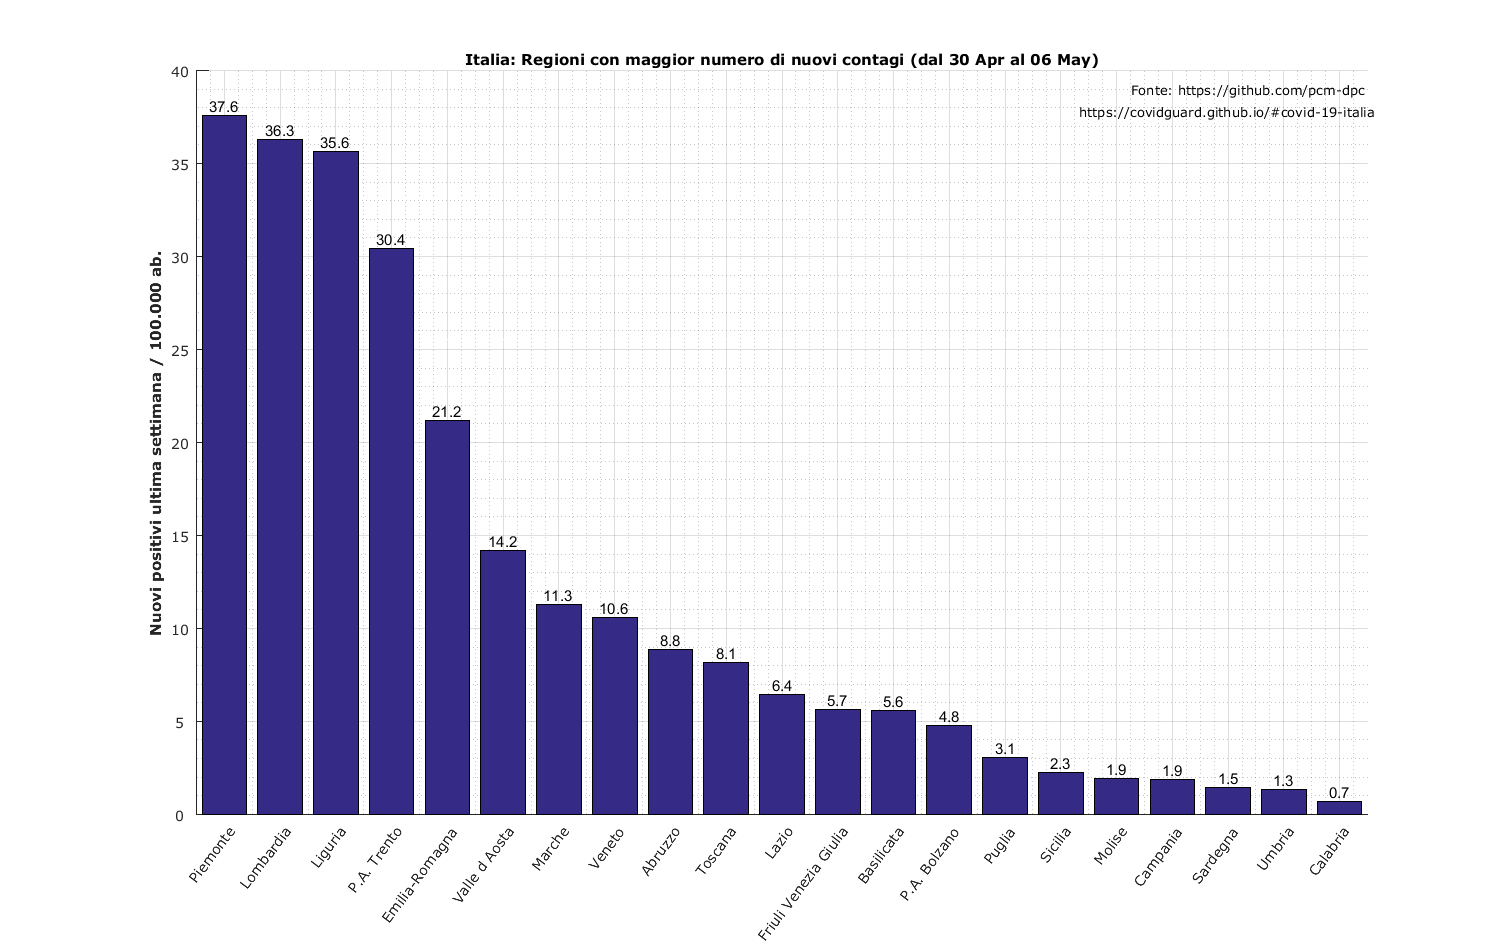 Italia: Regioni con maggior numero di nuovi contagi (dal 30 Apr al 06 May)
Fonte: https://github.com/pcm-dpc
https://covidguard.github.io/#covid-19-italia
Nuovi positivi ultima settimana / 100.000 ab.
40
35
30
25
20
15
10
5
0
37.6
36.3
35.6
30.4
21.2
14.2
11.3
10.6
8.8
8.1
6.4
5.7
5.6
4.8
3.1
2.3
1.9
1.9
1.5
1.3
0.7
Piemonte
Lombardia
Liguria
P.A. Trento
Emilia-Romagna
Valle d Aosta
Marche
Veneto
Abruzzo
Toscana
Lazio
Friuli Venezia Giulia
Basilicata
P.A. Bolzano
Puglia
Sicilia
Molise
Campania
Sardegna
Umbria
Calabria